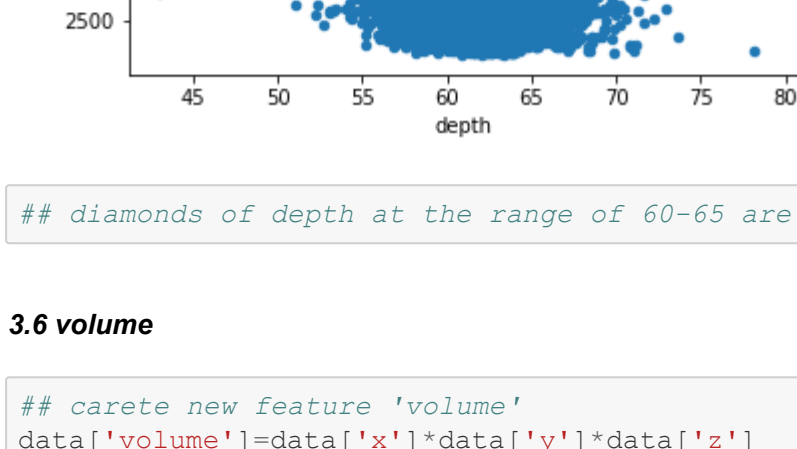 2500
45 50 55 60 65 70 75 80
depth
## diamonds of depth at the range of 60-65 are
3.6 volume
## carete new feature 'volume'
data['volume']=data['x']*data['y']*data['z']